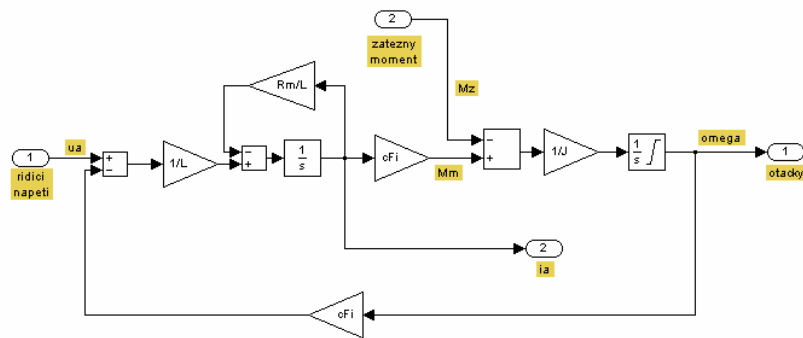 2
zatezny
moment
Rm/L
Mz
ua
1
ridici
napeti
+
−
1/L
−
+
1
s
cFi
Mm
−
+
1/J
1
s
omega
1
otacky
2
ia
cFi